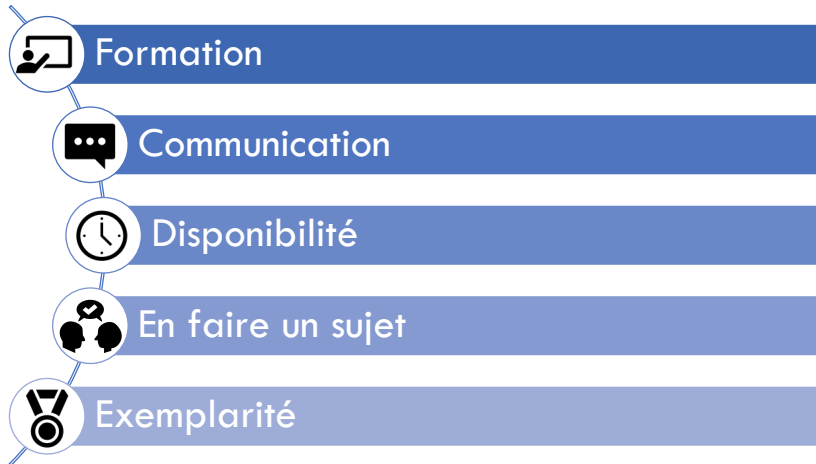 Formation
Communication
Disponibilité
En faire un sujet
Exemplarité